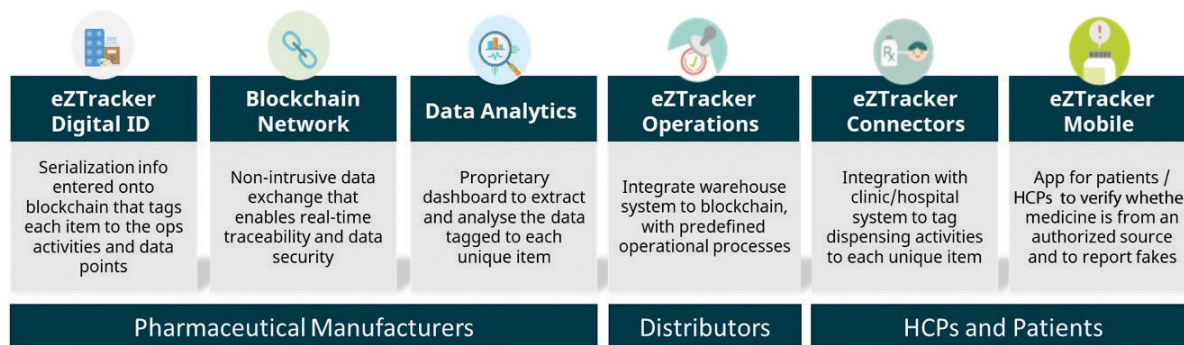 eZTracker
Digital ID
Serialization info
entered onto
blockchain that tags
each item to the ops
activities and data
points
Blockchain
Network
Non-intrusive data
exchange that
enables real-time
traceability and data
security
Data Analytics
Proprietary
dashboard to extract
and analyse the data
tagged to each
unique item
eZTracker
Operations
Integrate warehouse
system to blockchain,
with predefined
operational processes
eZTracker
Connectors
Rx
Integration with
clinic/hospital
system to tag
dispensing activities
to each unique item
eZTracker
Mobile
App for patients /
HCPs to verify whethe
medicine is from an
authorized source
and to report fakes
Pharmaceutical Manufacturers
Distributors
HCPs and Patients